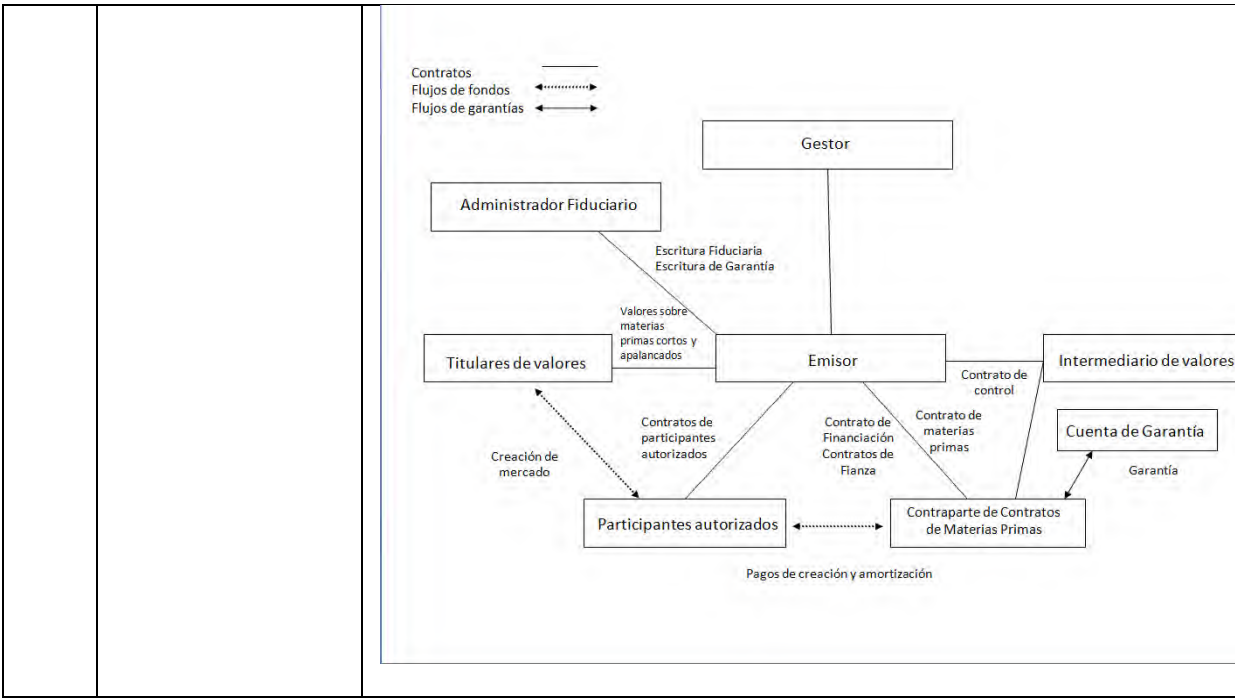 Contratos
Flujos de fondos
Flujos de garantías
Gestor
Administrador Fiduciario
Escritura Fiduciaria
Escritura de Garantía
Valores sobre
materias
primas cortos y
apalancados
Titulares de valores
Emisor
Contrato de
control
Intermediario de valores
Contratos de
participantes
autorizados
Contrato de
Financiación
Contratos de
Fianza
Contrato de
materias
primas
Cuenta de Garantía
Garantía
Creación de
mercado
Participantes autorizados
Contraparte de Contratos
de Materias Primas
Pagos de creación y amortización